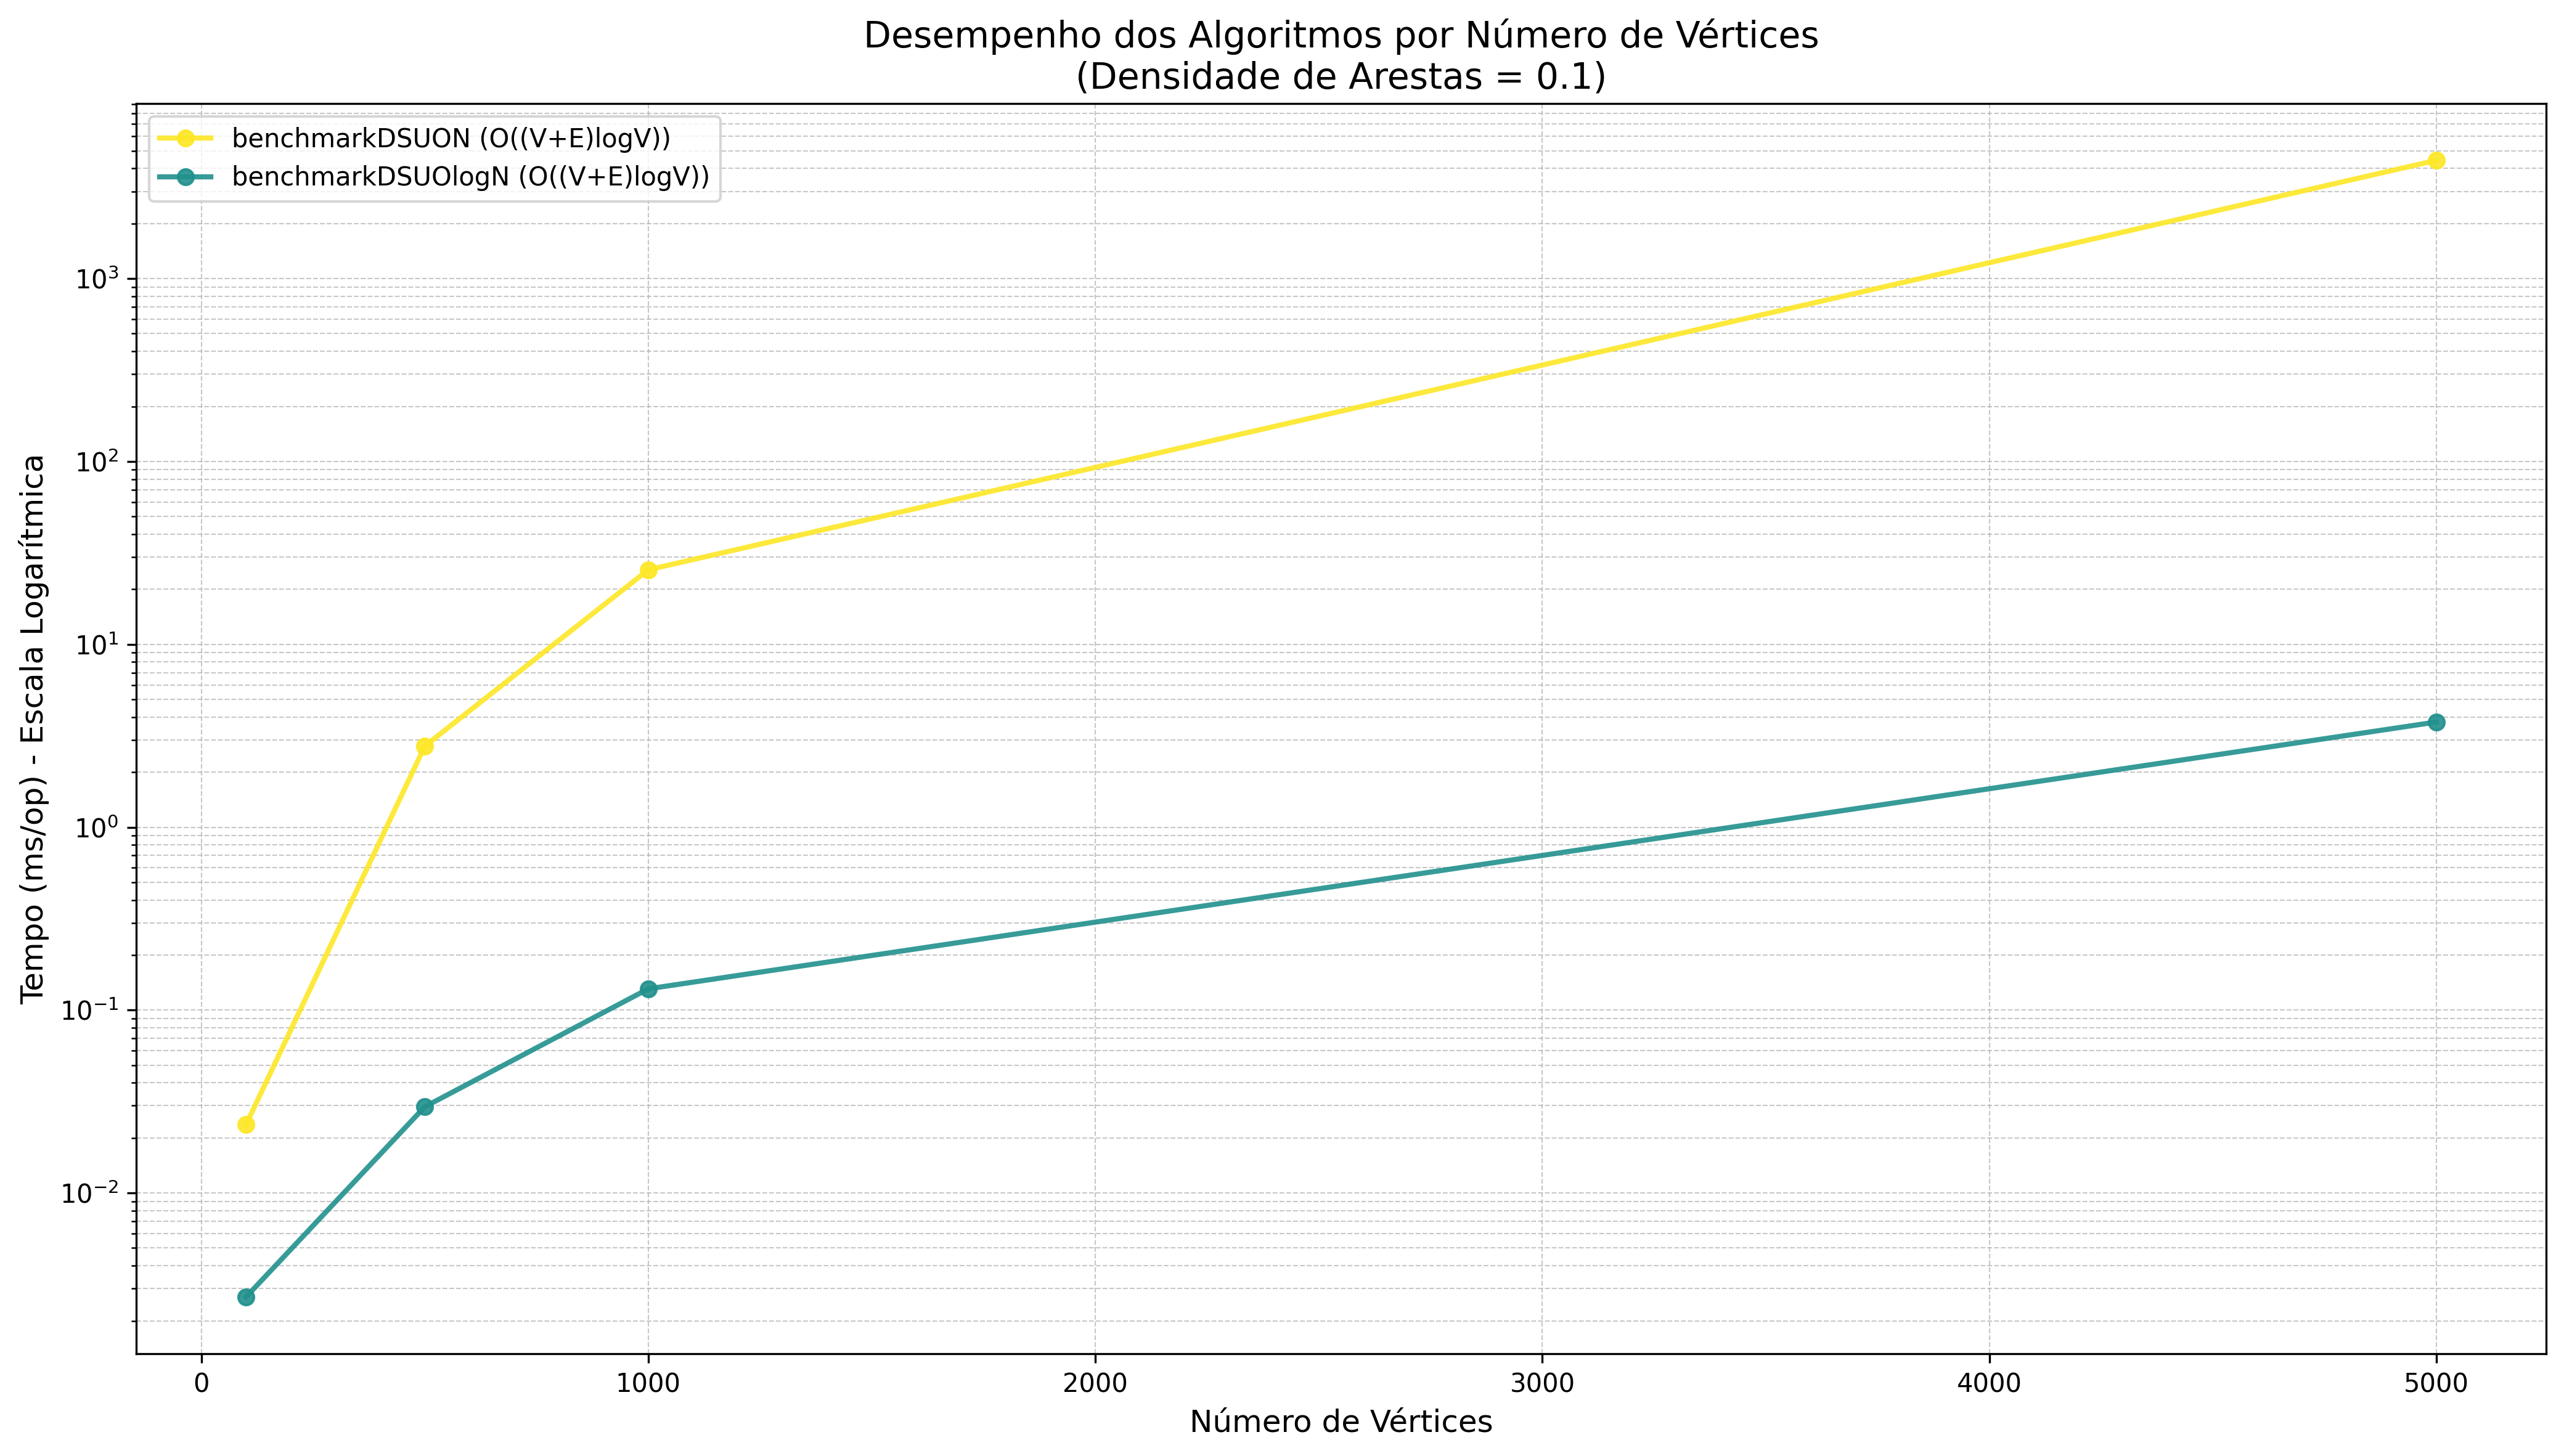 Desempenho dos Algoritmos por Número de Vértices
(Densidade de Arestas = 0.1)
benchmarkDSUON (O((V+E)logV))
benchmarkDSUOlogN (O((V+E)logV))
Tempo (ms/op) - Escala Logarítmica
10³
10²
10¹
10⁰
10⁻¹
10⁻²
0 1000 2000 3000 4000 5000
Número de Vértices